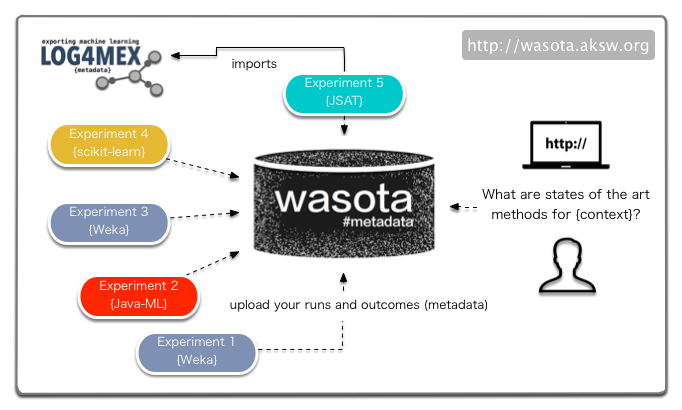 exporting machine learning
LOG4MEX
{metadata}
http://wasota.aksw.org
imports
Experiment 5
{JSAT}
Experiment 4
{scikit-learn}
http://
wasota
#metadata
What are states of the art
methods for {context}?
Experiment 3
{Weka}
Experiment 2
{Java-ML}
upload your runs and outcomes (metadata)
Experiment 1
{Weka}